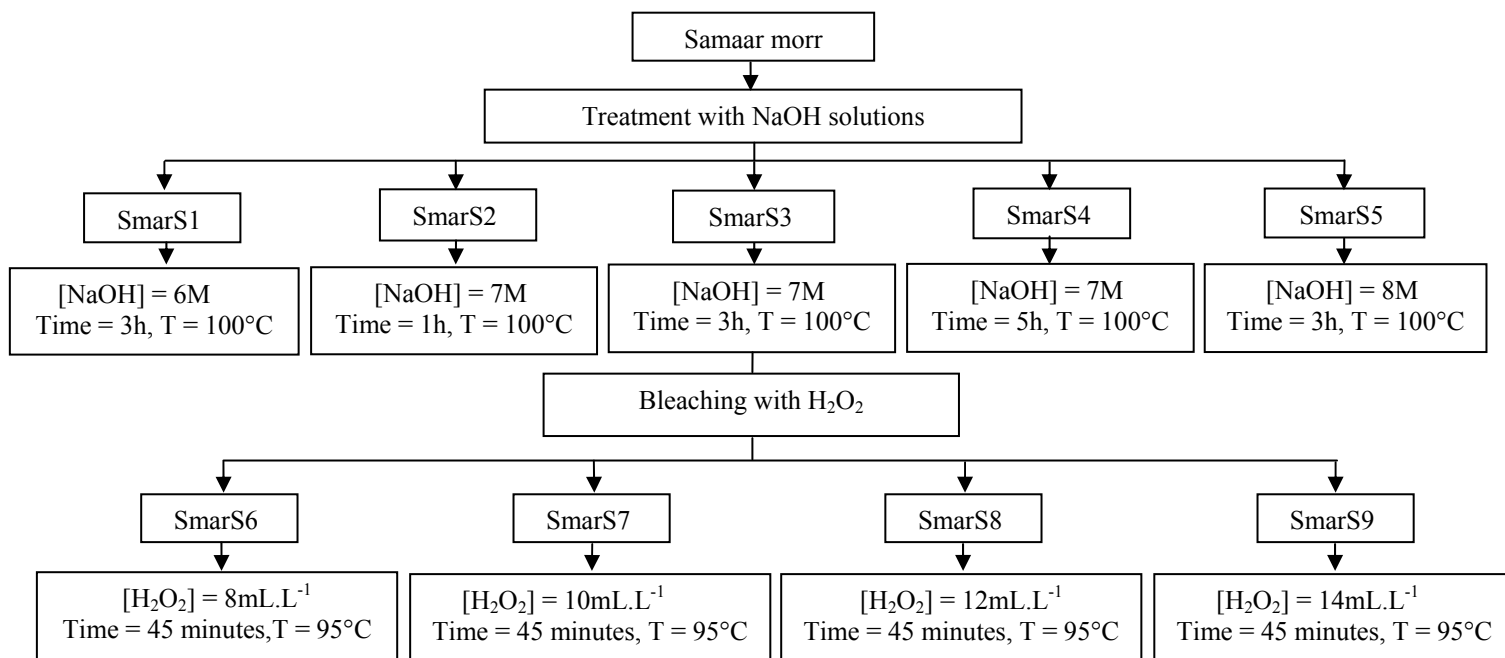 Samaar morr
Treatment with NaOH solutions
SmarS1
SmarS2
SmarS3
SmarS4
SmarS5
[NaOH] = 6M
Time = 3h, T = 100°C
[NaOH] = 7M
Time = 1h, T = 100°C
[NaOH] = 7M
Time = 3h, T = 100°C
[NaOH] = 7M
Time = 5h, T = 100°C
[NaOH] = 8M
Time = 3h, T = 100°C
Bleaching with H₂O₂
SmarS6
SmarS7
SmarS8
SmarS9
[H₂O₂] = 8mL.L⁻¹
Time = 45 minutes,T = 95°C
[H₂O₂] = 10mL.L⁻¹
Time = 45 minutes, T = 95°C
[H₂O₂] = 12mL.L⁻¹
Time = 45 minutes, T = 95°C
[H₂O₂] = 14mL.L⁻¹
Time = 45 minutes, T = 95°C